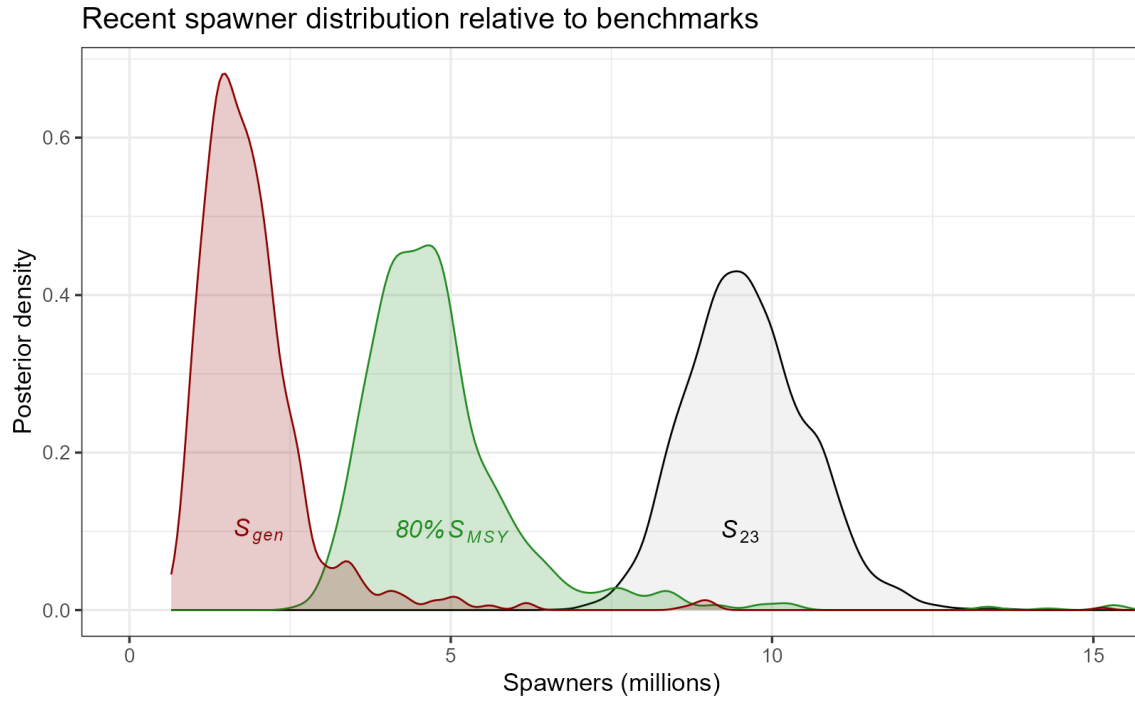 Recent spawner distribution relative to benchmarks
Posterior density
0.6
0.4
0.2
0.0
S gen
80% S MSY
S 23
0 5 10 15
Spawners (millions)